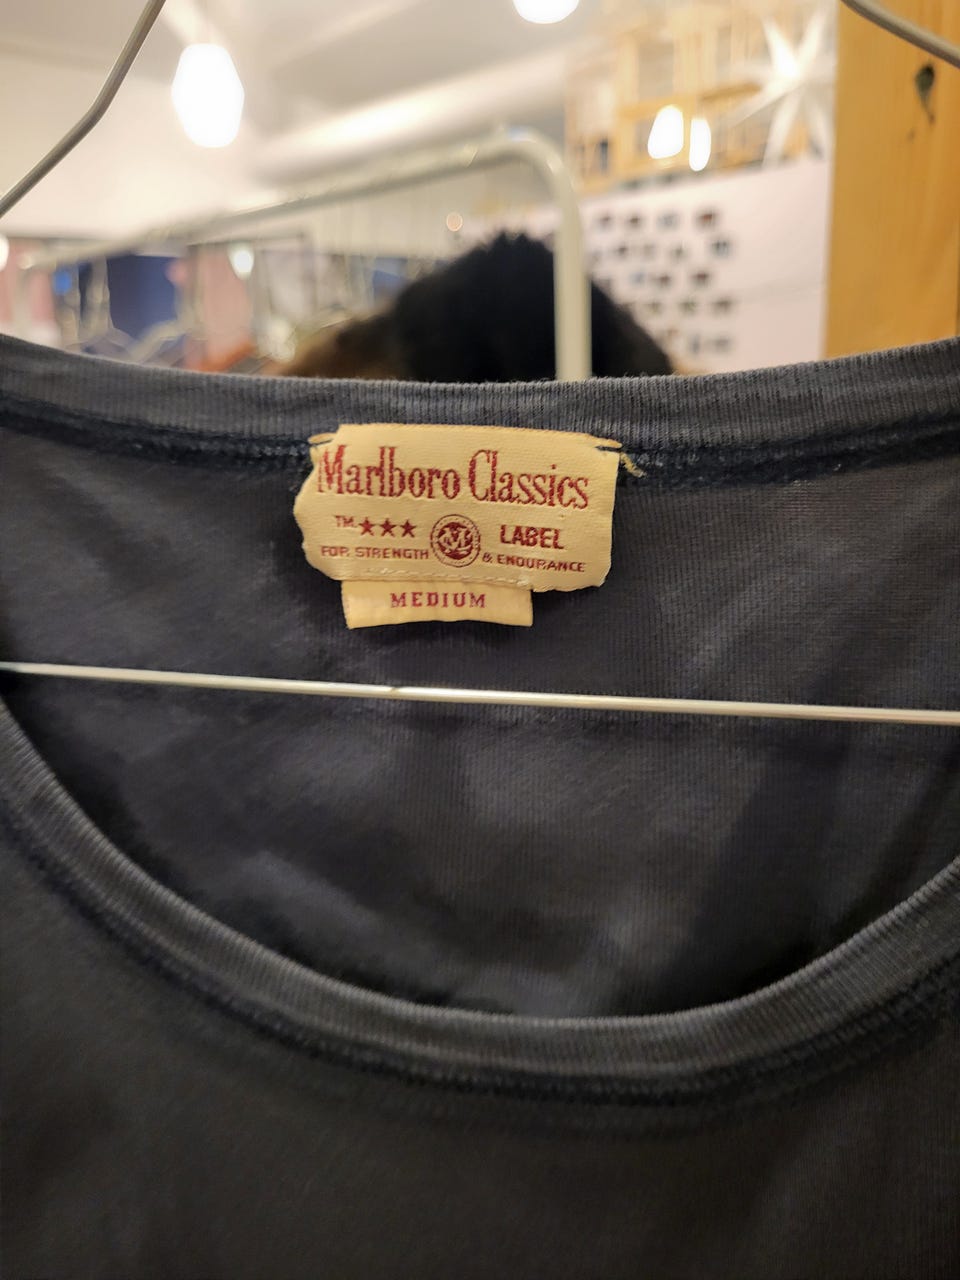 Marlboro Classics
TM ★★★ M LABEL
FOR STRENGTH & ENDURANCE
MEDIUM